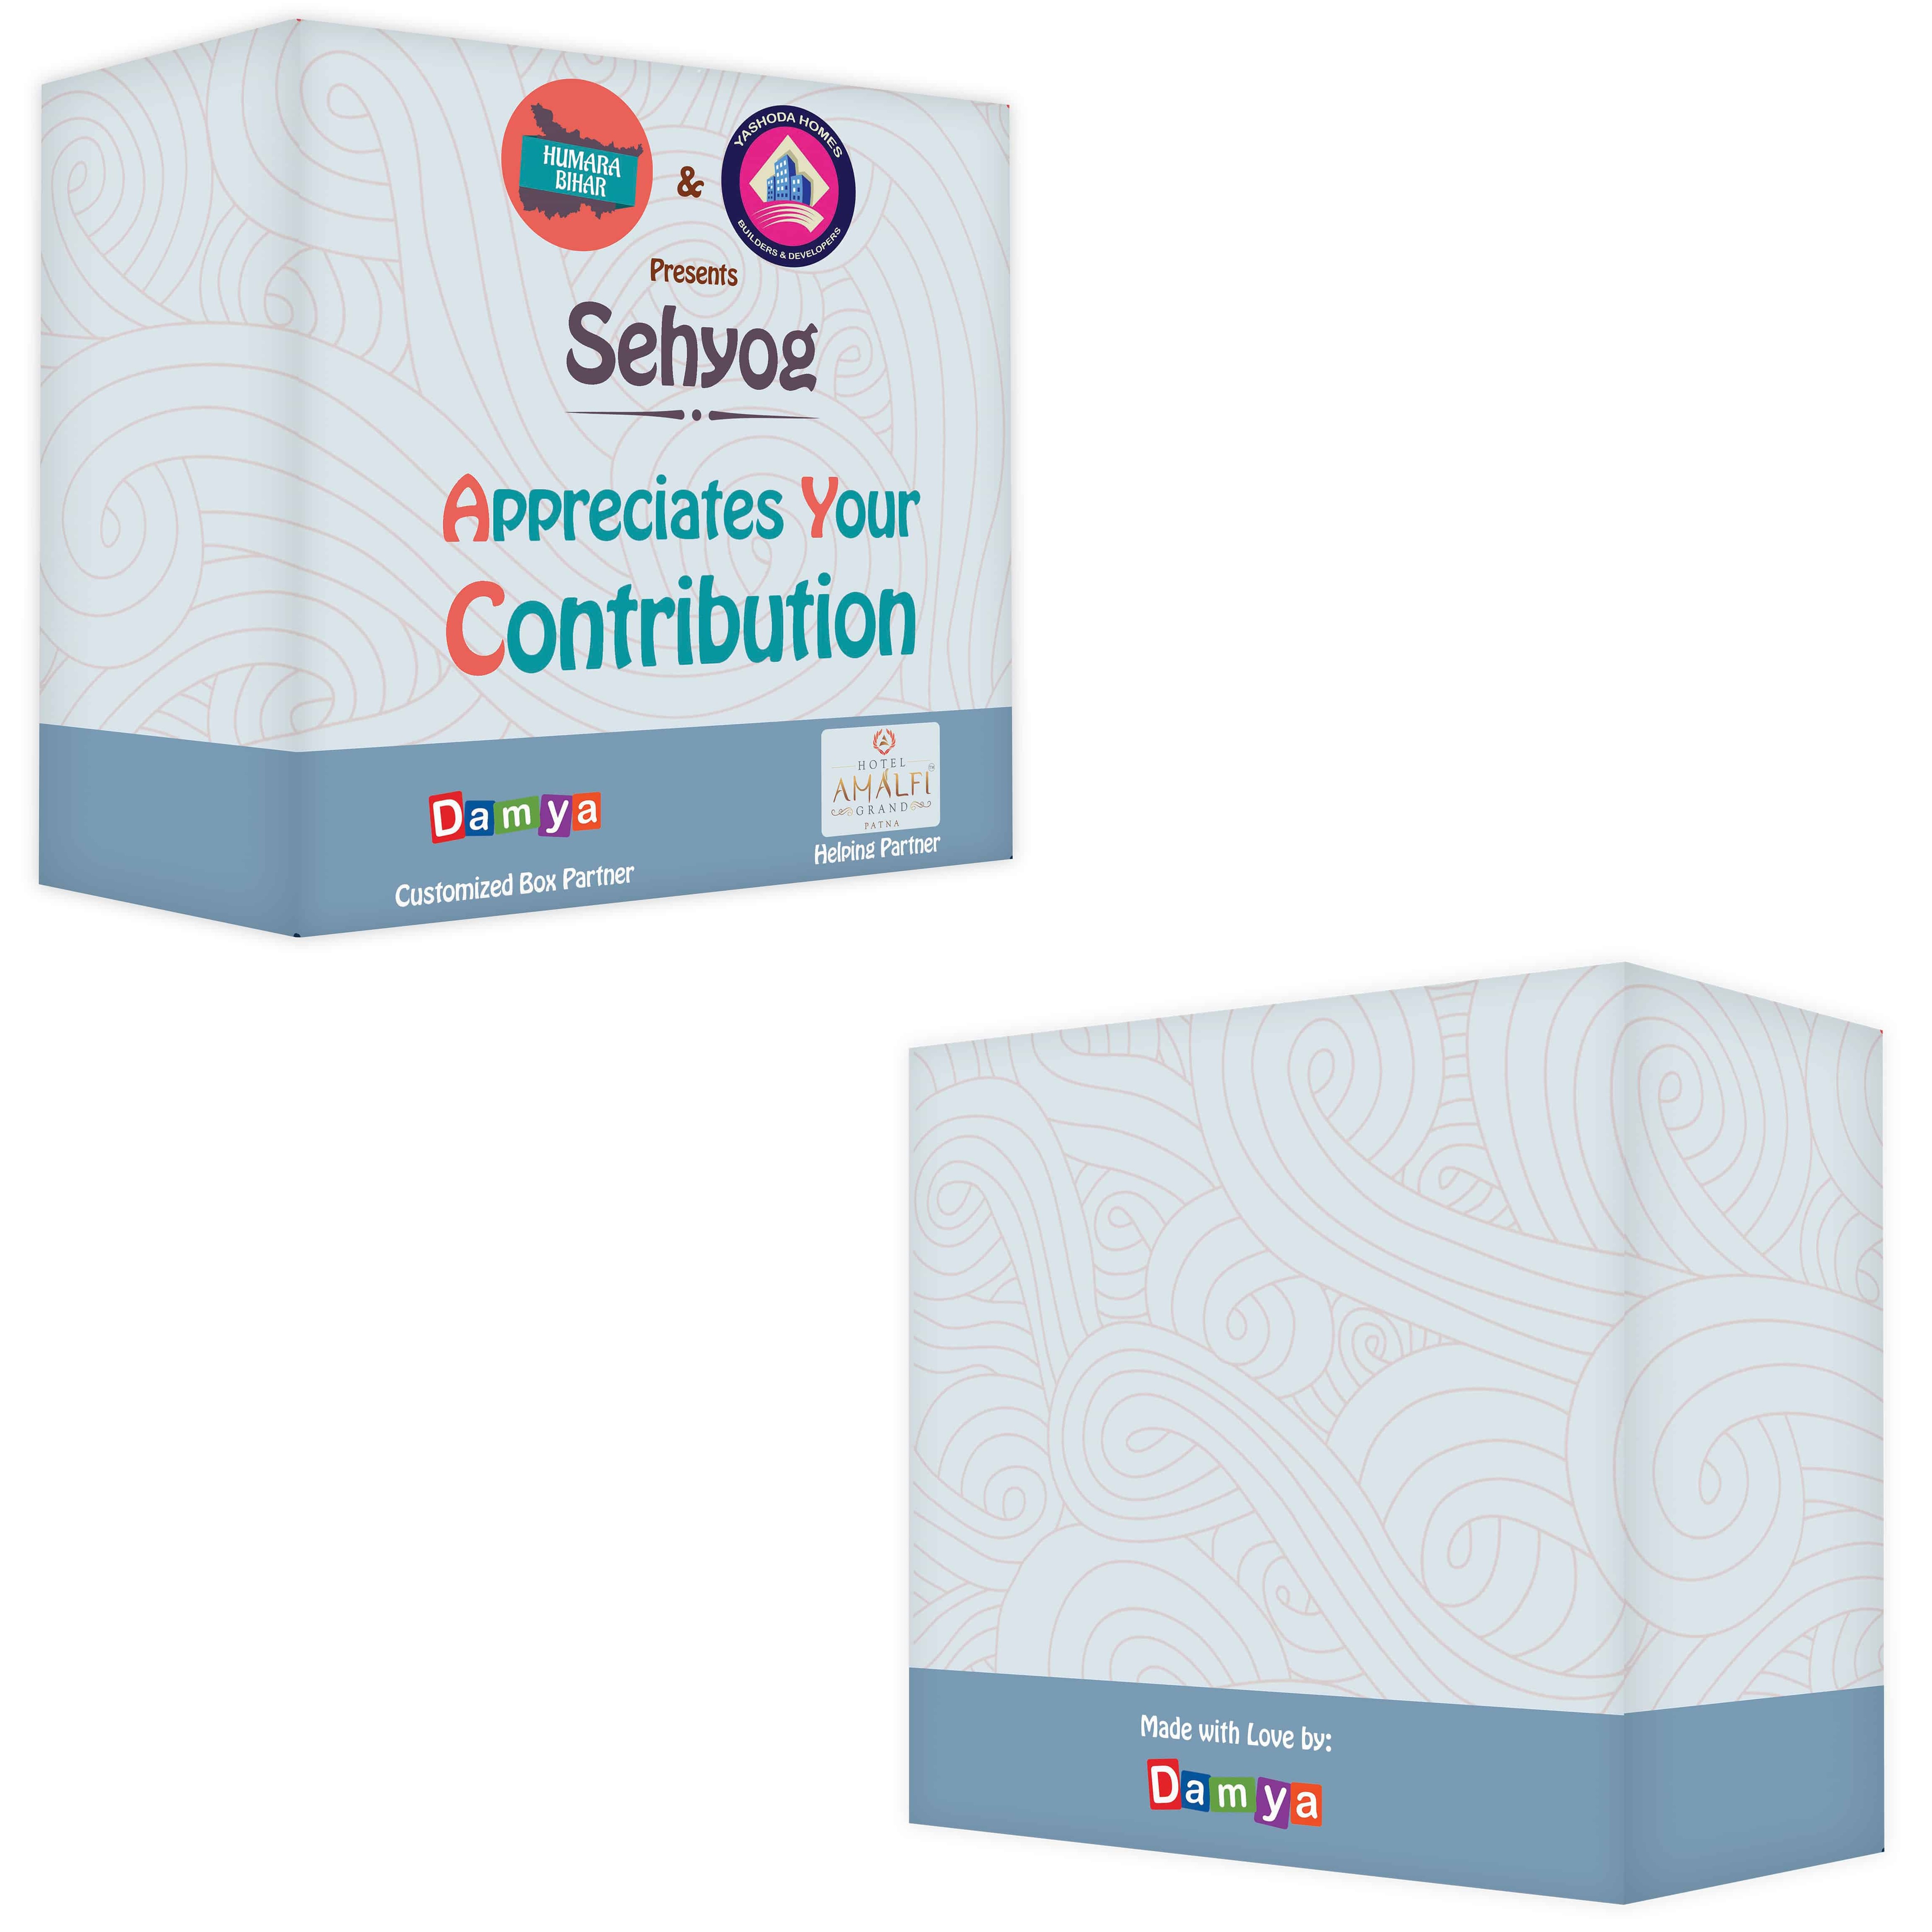 HUMARA
BIHAR
&
YASHODA HOMES
BUILDERS & DEVELOPERS
Presents
Sehyog
Appreciates Your
Contribution
Damya
Customized Box Partner
HOTEL
AMALFI
GRAND
PATNA
Helping Partner
Made with Love by:
Damya